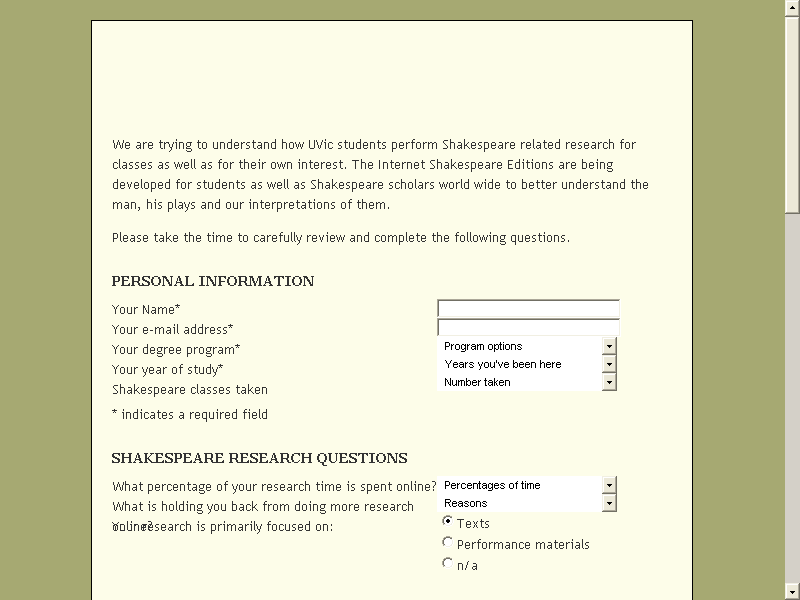 We are trying to understand how UVic students perform Shakespeare related research for
classes as well as for their own interest. The Internet Shakespeare Editions are being
developed for students as well as Shakespeare scholars world wide to better understand the
man, his plays and our interpretations of them.
Please take the time to carefully review and complete the following questions.
PERSONAL INFORMATION
Your Name*
Your e-mail address*
Your degree program* Program options
Your year of study* Years you've been here
Shakespeare classes taken Number taken
* indicates a required field
SHAKESPEARE RESEARCH QUESTIONS
What percentage of your research time is spent online? Percentages of time
What is holding you back from doing more research Reasons
online?
Your research is primarily focused on: Texts
Performance materials
n/a